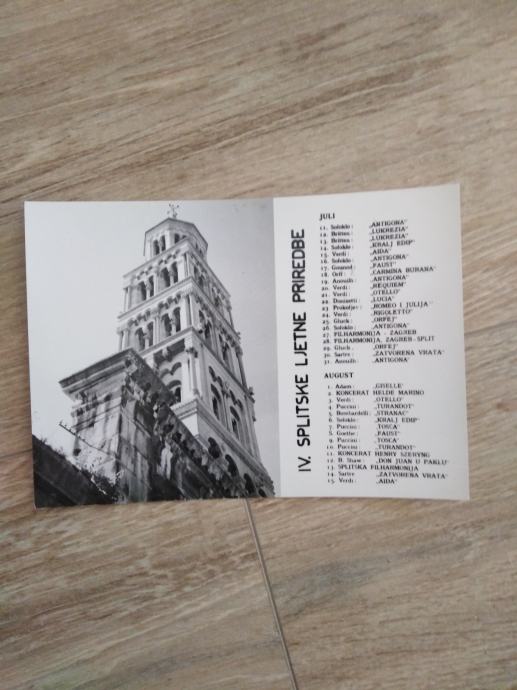 IV. SPLITSKE LJETNE PRIREDBE
JULI
11. Sofoklo: „ANTIGONA"
12. Britten: „LUKREZIA"
13. Britten: „LUKREZIA"
14. Sofoklo: „KRALJ EDIP"
15. Verdi: „AIDA"
16. Sofoklo: „ANTIGONA"
17. Gounod: „FAUST"
18. Orff: „CARMINA BURANA"
19. Anouilh: „ANTIGONA"
20. Verdi: „REQUIEM"
21. Verdi: „OTELLO"
22. Donizetti: „LUCIA"
23. Prokofjev: „ROMEO I JULIJA"
24. Verdi: „RIGOLETTO"
25. Gluck: „ORFEJ"
26. Sofoklo: „ANTIGONA"
27. FILHARMONIJA - ZAGREB
28. FILHARMONIJA, ZAGREB-SPLIT
29. Gluck: „ORFEJ"
30. Sartre: „ZATVORENA VRATA"
31. Anouilh: „ANTIGONA"
AUGUST
1. Adam: „GISELLE"
2. KONCERAT HELDE MARINO
3. Verdi: „OTELLO"
4. Puccini: „TURANDOT"
5. „STRANAC"
6. Sofoklo: „KRALJ EDIP"
7. Puccini: „TOSCA"
8. Goethe: „FAUST"
9. Puccini: „TOSCA"
10. Puccini: „TURANDOT"
11. KONCERAT HENRY SZERYNG
12. B. Shaw: „DON JUAN U PAKLU"
13. SPLITSKA FILHARMONIJA
14. Sartre „ZATVORENA VRATA"
15. Verdi: „AIDA"